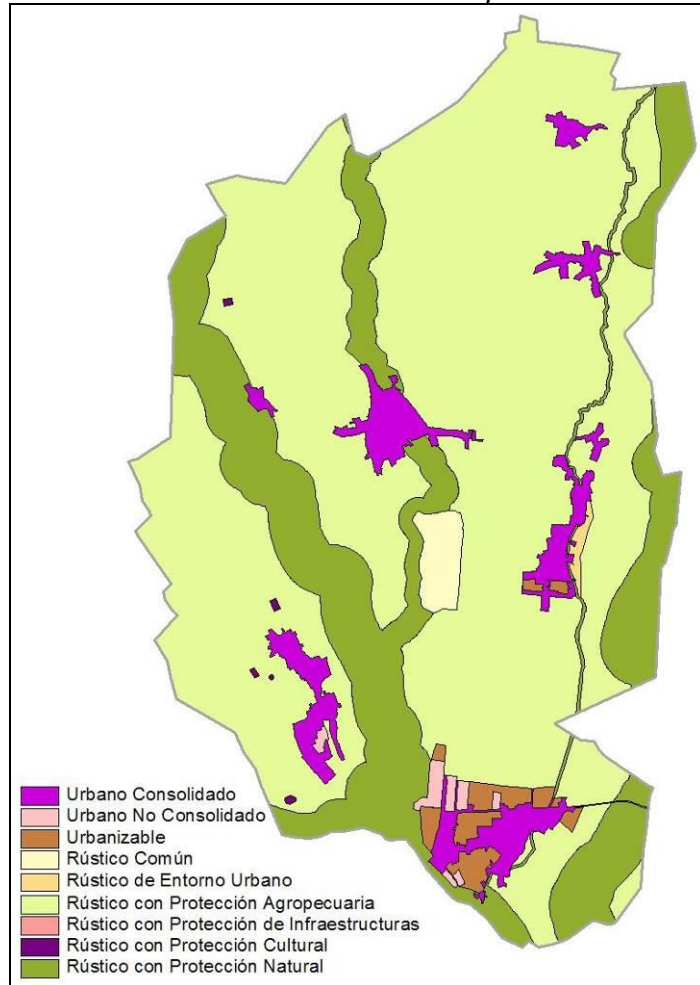 Urbano Consolidado
Urbano No Consolidado
Urbanizable
Rústico Común
Rústico de Entorno Urbano
Rústico con Protección Agropecuaria
Rústico con Protección de Infraestructuras
Rústico con Protección Cultural
Rústico con Protección Natural